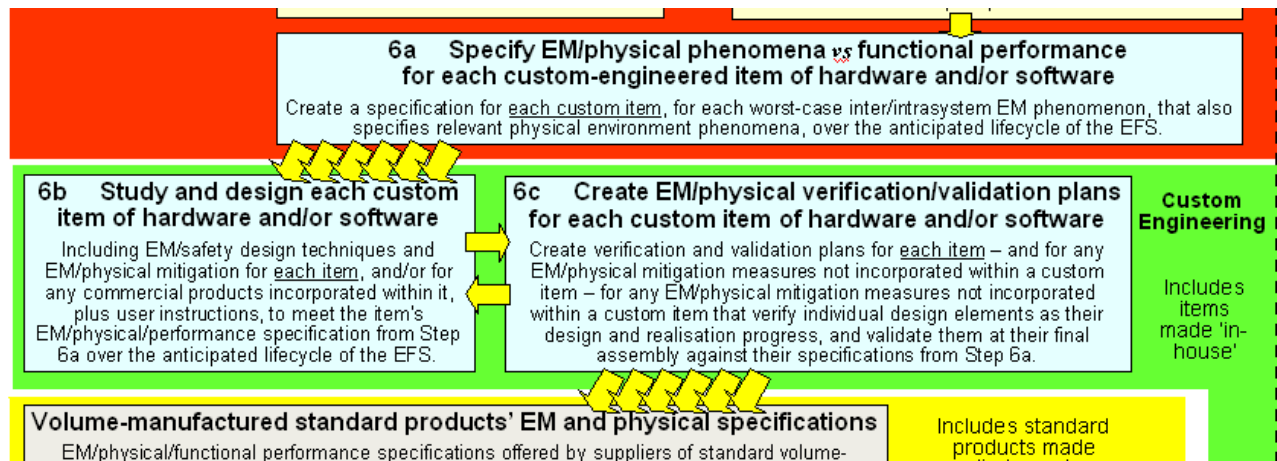 6a Specify EM/physical phenomena vs functional performance
for each custom-engineered item of hardware and/or software
Create a specification for each custom item, for each worst-case inter/intrasystem EM phenomenon, that also
specifies relevant physical environment phenomena, over the anticipated lifecycle of the EFS.
6b Study and design each custom
item of hardware and/or software
Including EM/safety design techniques and
EM/physical mitigation for each item, and/or for
any commercial products incorporated within it,
plus user instructions, to meet the item's
EM/physical/performance specification from Step
6a over the anticipated lifecycle of the EFS.
6c Create EM/physical verification/validation plans
for each custom item of hardware and/or software
Create verification and validation plans for each item – and for any
EM/physical mitigation measures not incorporated within a custom
item – for any EM/physical mitigation measures not incorporated
within a custom item that verify individual design elements as their
design and realisation progress, and validate them at their final
assembly against their specifications from Step 6a.
Custom
Engineering
Includes
items
made 'in-
house'
Volume-manufactured standard products' EM and physical specifications
EM/physical/functional performance specifications offered by suppliers of standard volume-
Includes standard
products made